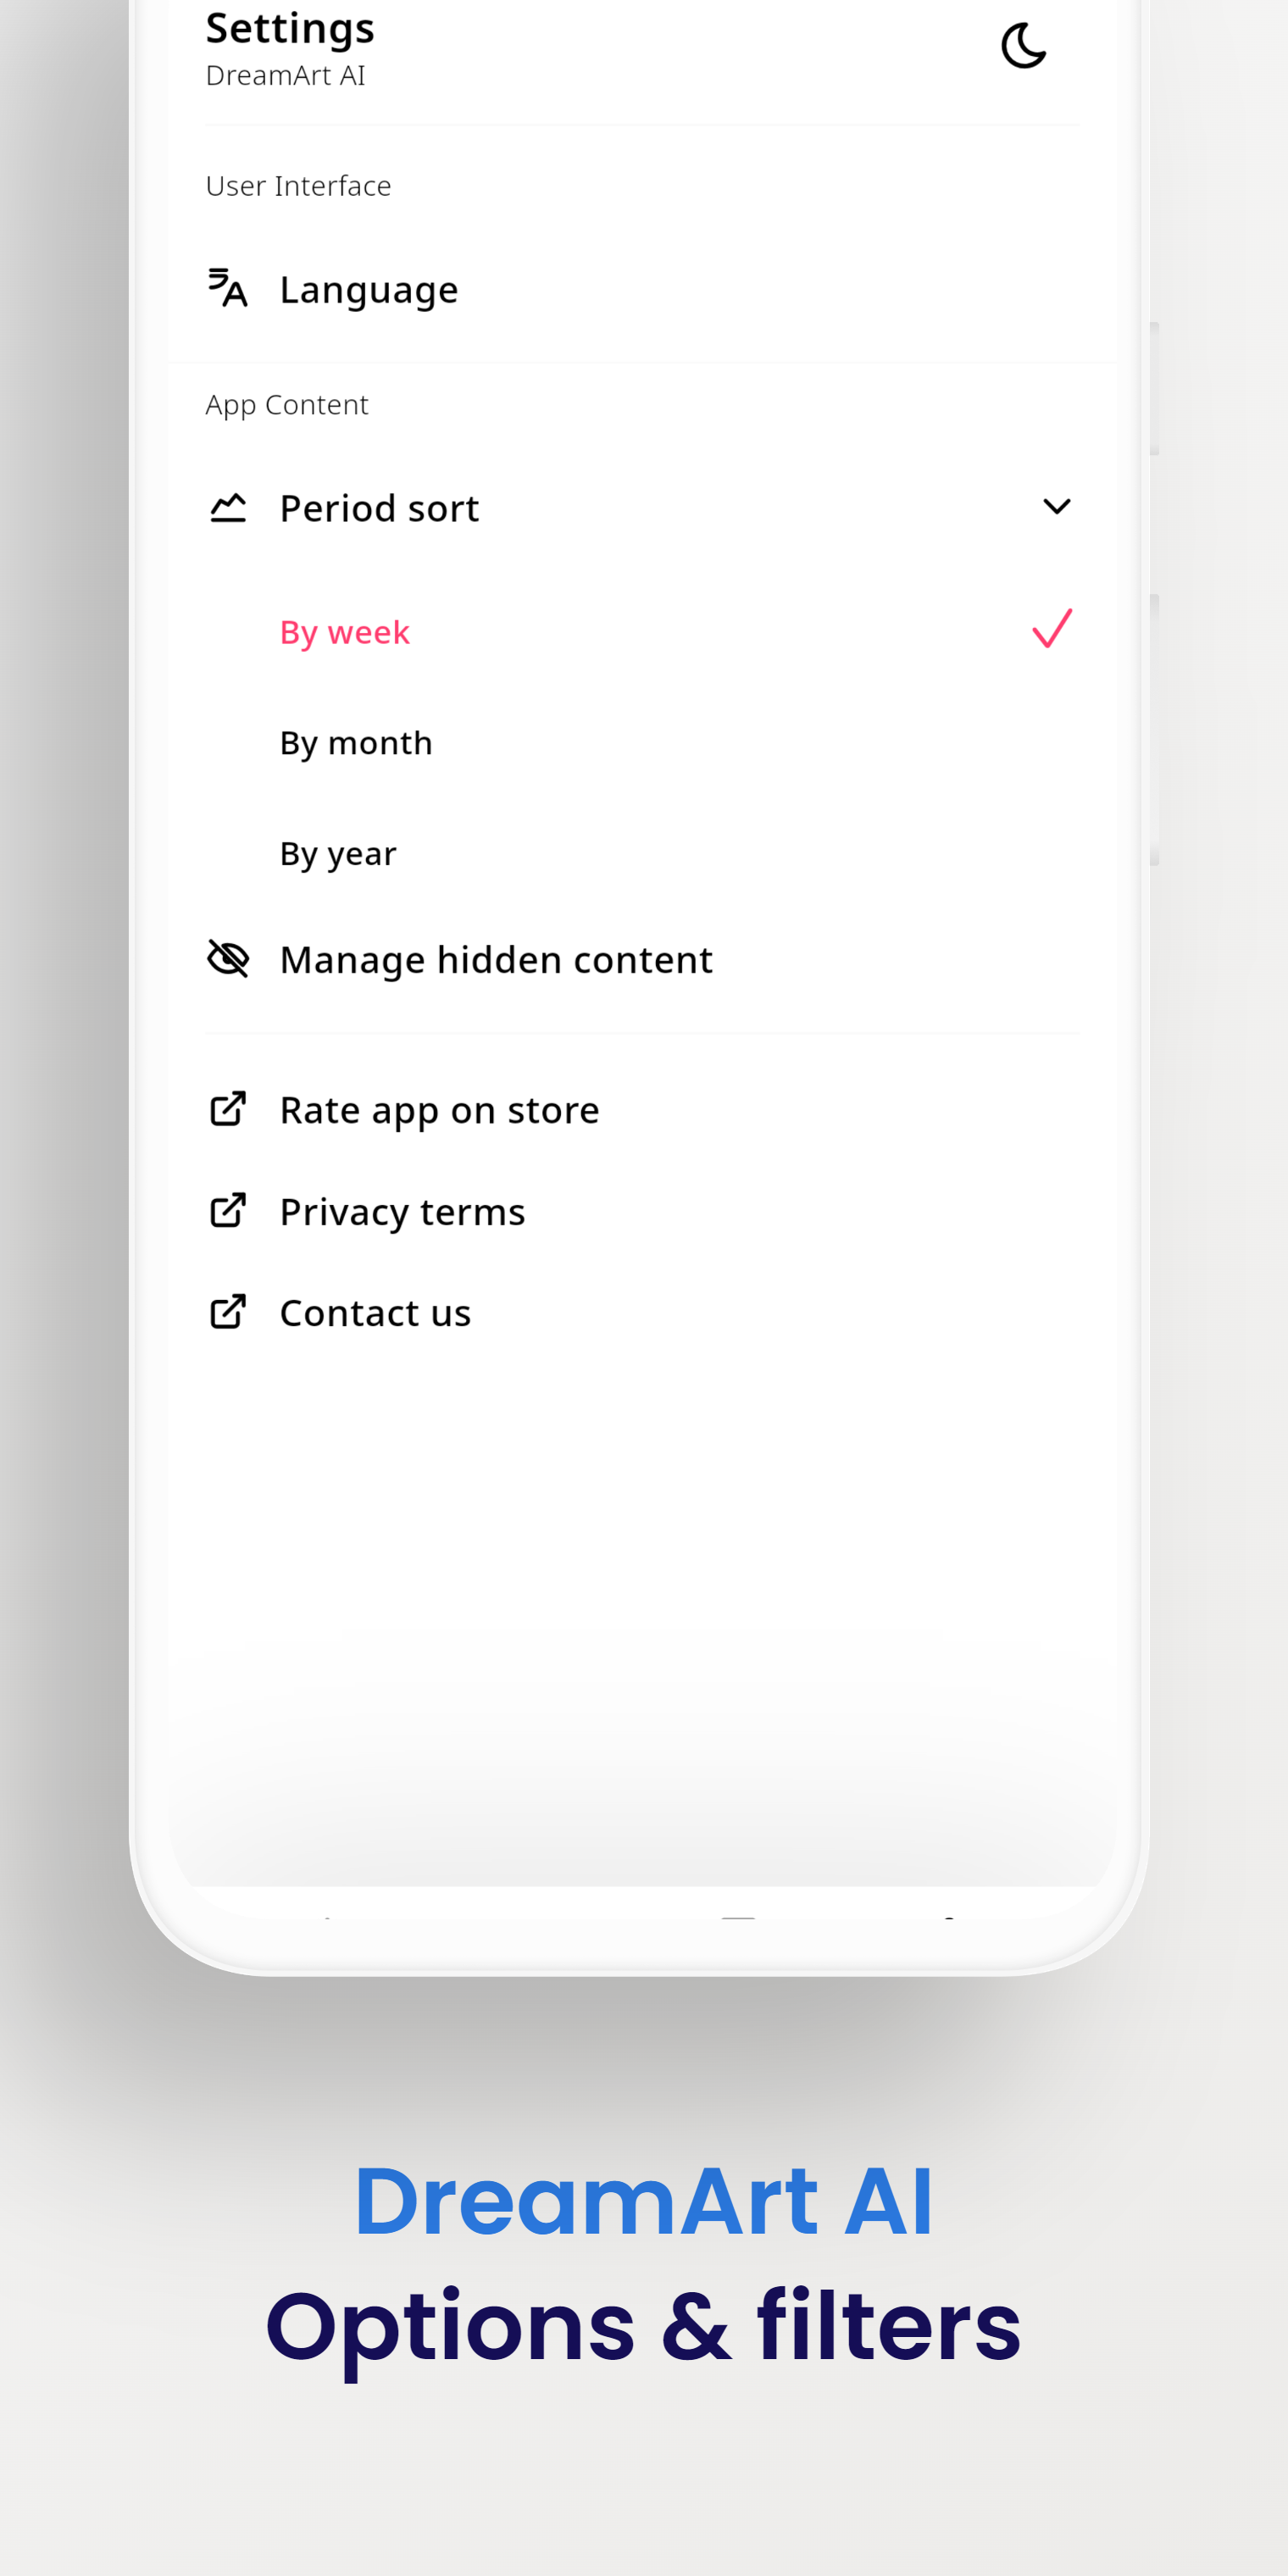 Settings
DreamArt AI
User Interface
Language
App Content
Period sort
By week
By month
By year
Manage hidden content
Rate app on store
Privacy terms
Contact us
DreamArt AI
Options & filters